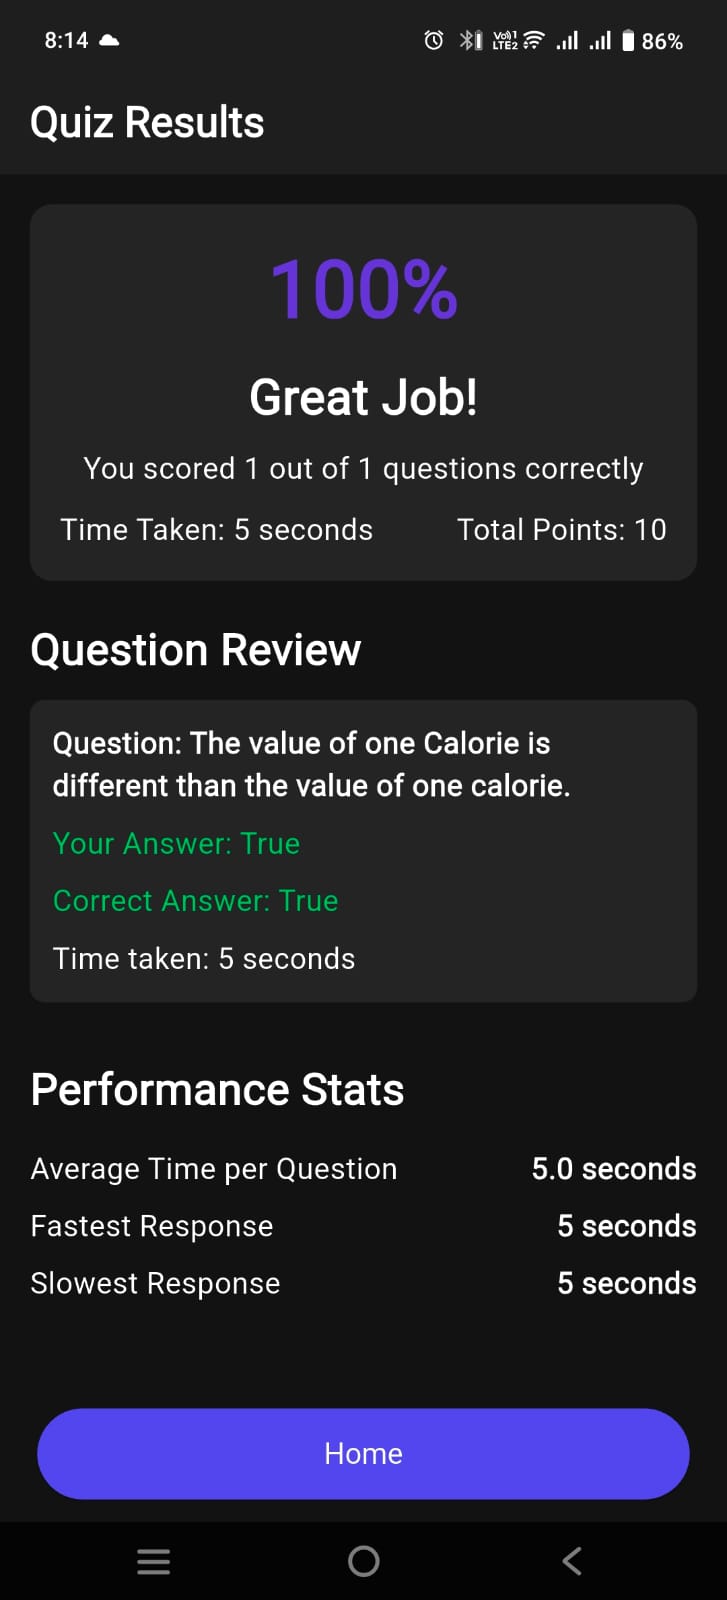 8:14
Vo)) 1
LTE2
86%
Quiz Results
100%
Great Job!
You scored 1 out of 1 questions correctly
Time Taken: 5 seconds Total Points: 10
Question Review
Question: The value of one Calorie is
different than the value of one calorie.
Your Answer: True
Correct Answer: True
Time taken: 5 seconds
Performance Stats
Average Time per Question 5.0 seconds
Fastest Response 5 seconds
Slowest Response 5 seconds
Home